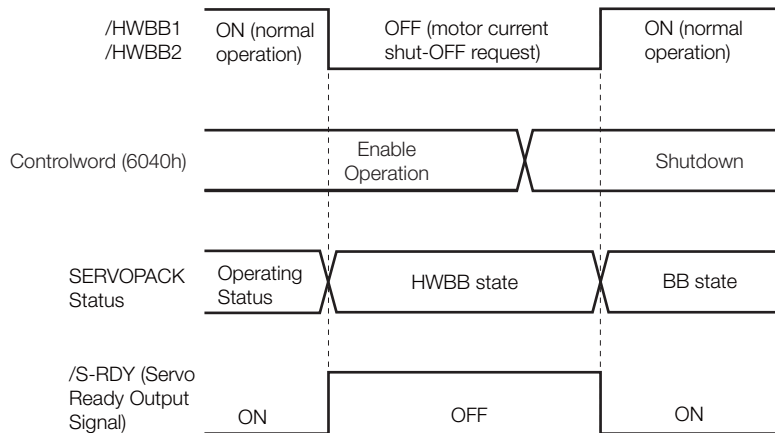 /HWBB1
/HWBB2
ON (normal
operation)
OFF (motor current
shut-OFF request)
ON (normal
operation)
Controlword (6040h)
Enable
Operation
Shutdown
SERVOPACK
Status
Operating
Status
HWBB state
BB state
/S-RDY (Servo
Ready Output
Signal)
ON
OFF
ON